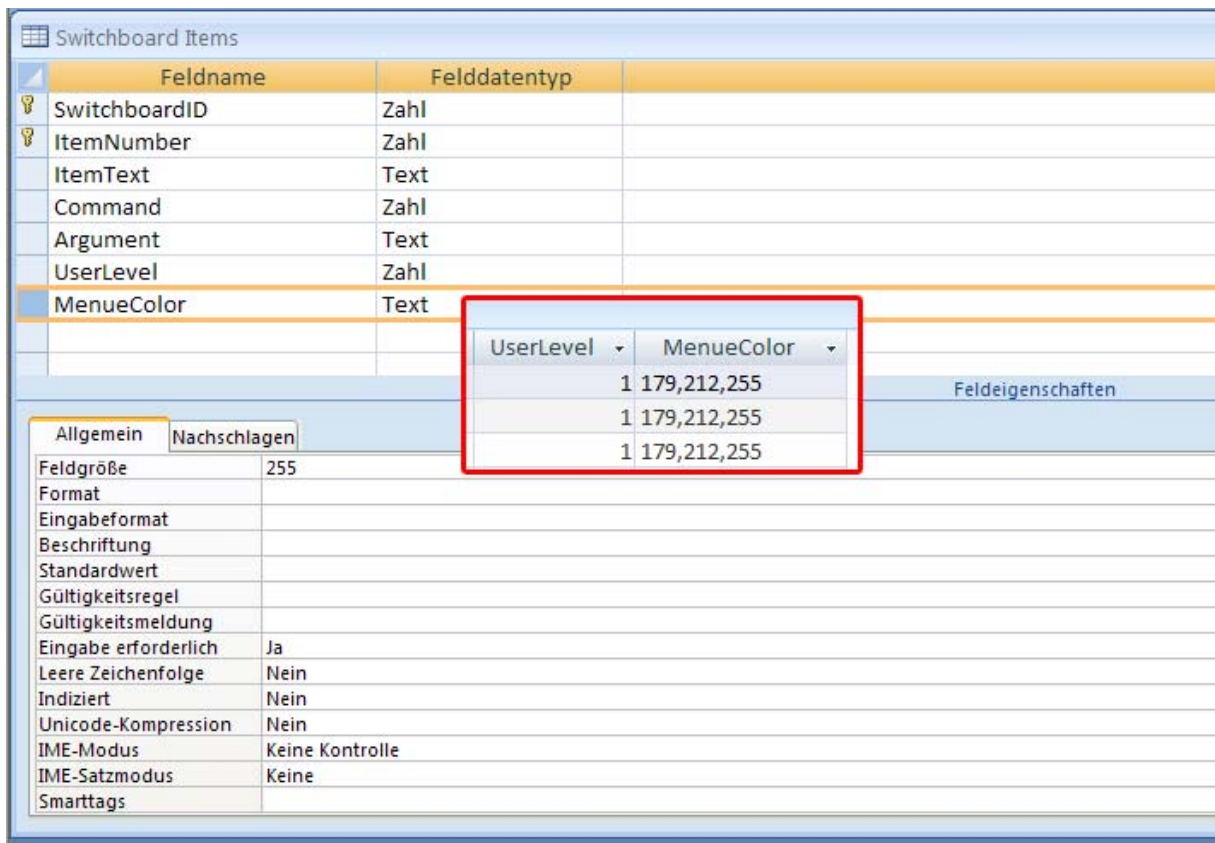 Switchboard Items
Feldname Felddatentyp
SwitchboardID Zahl
ItemNumber Zahl
ItemText Text
Command Zahl
Argument Text
UserLevel Zahl
MenueColor Text
UserLevel MenueColor
1 179,212,255
1 179,212,255
1 179,212,255
Feldeigenschaften
Allgemein Nachschlagen
Feldgröße 255
Format
Eingabeformat
Beschriftung
Standardwert
Gültigkeitsregel
Gültigkeitsmeldung
Eingabe erforderlich Ja
Leere Zeichenfolge Nein
Indiziert Nein
Unicode-Kompression Nein
IME-Modus Keine Kontrolle
IME-Satzmodus Keine
Smarttags